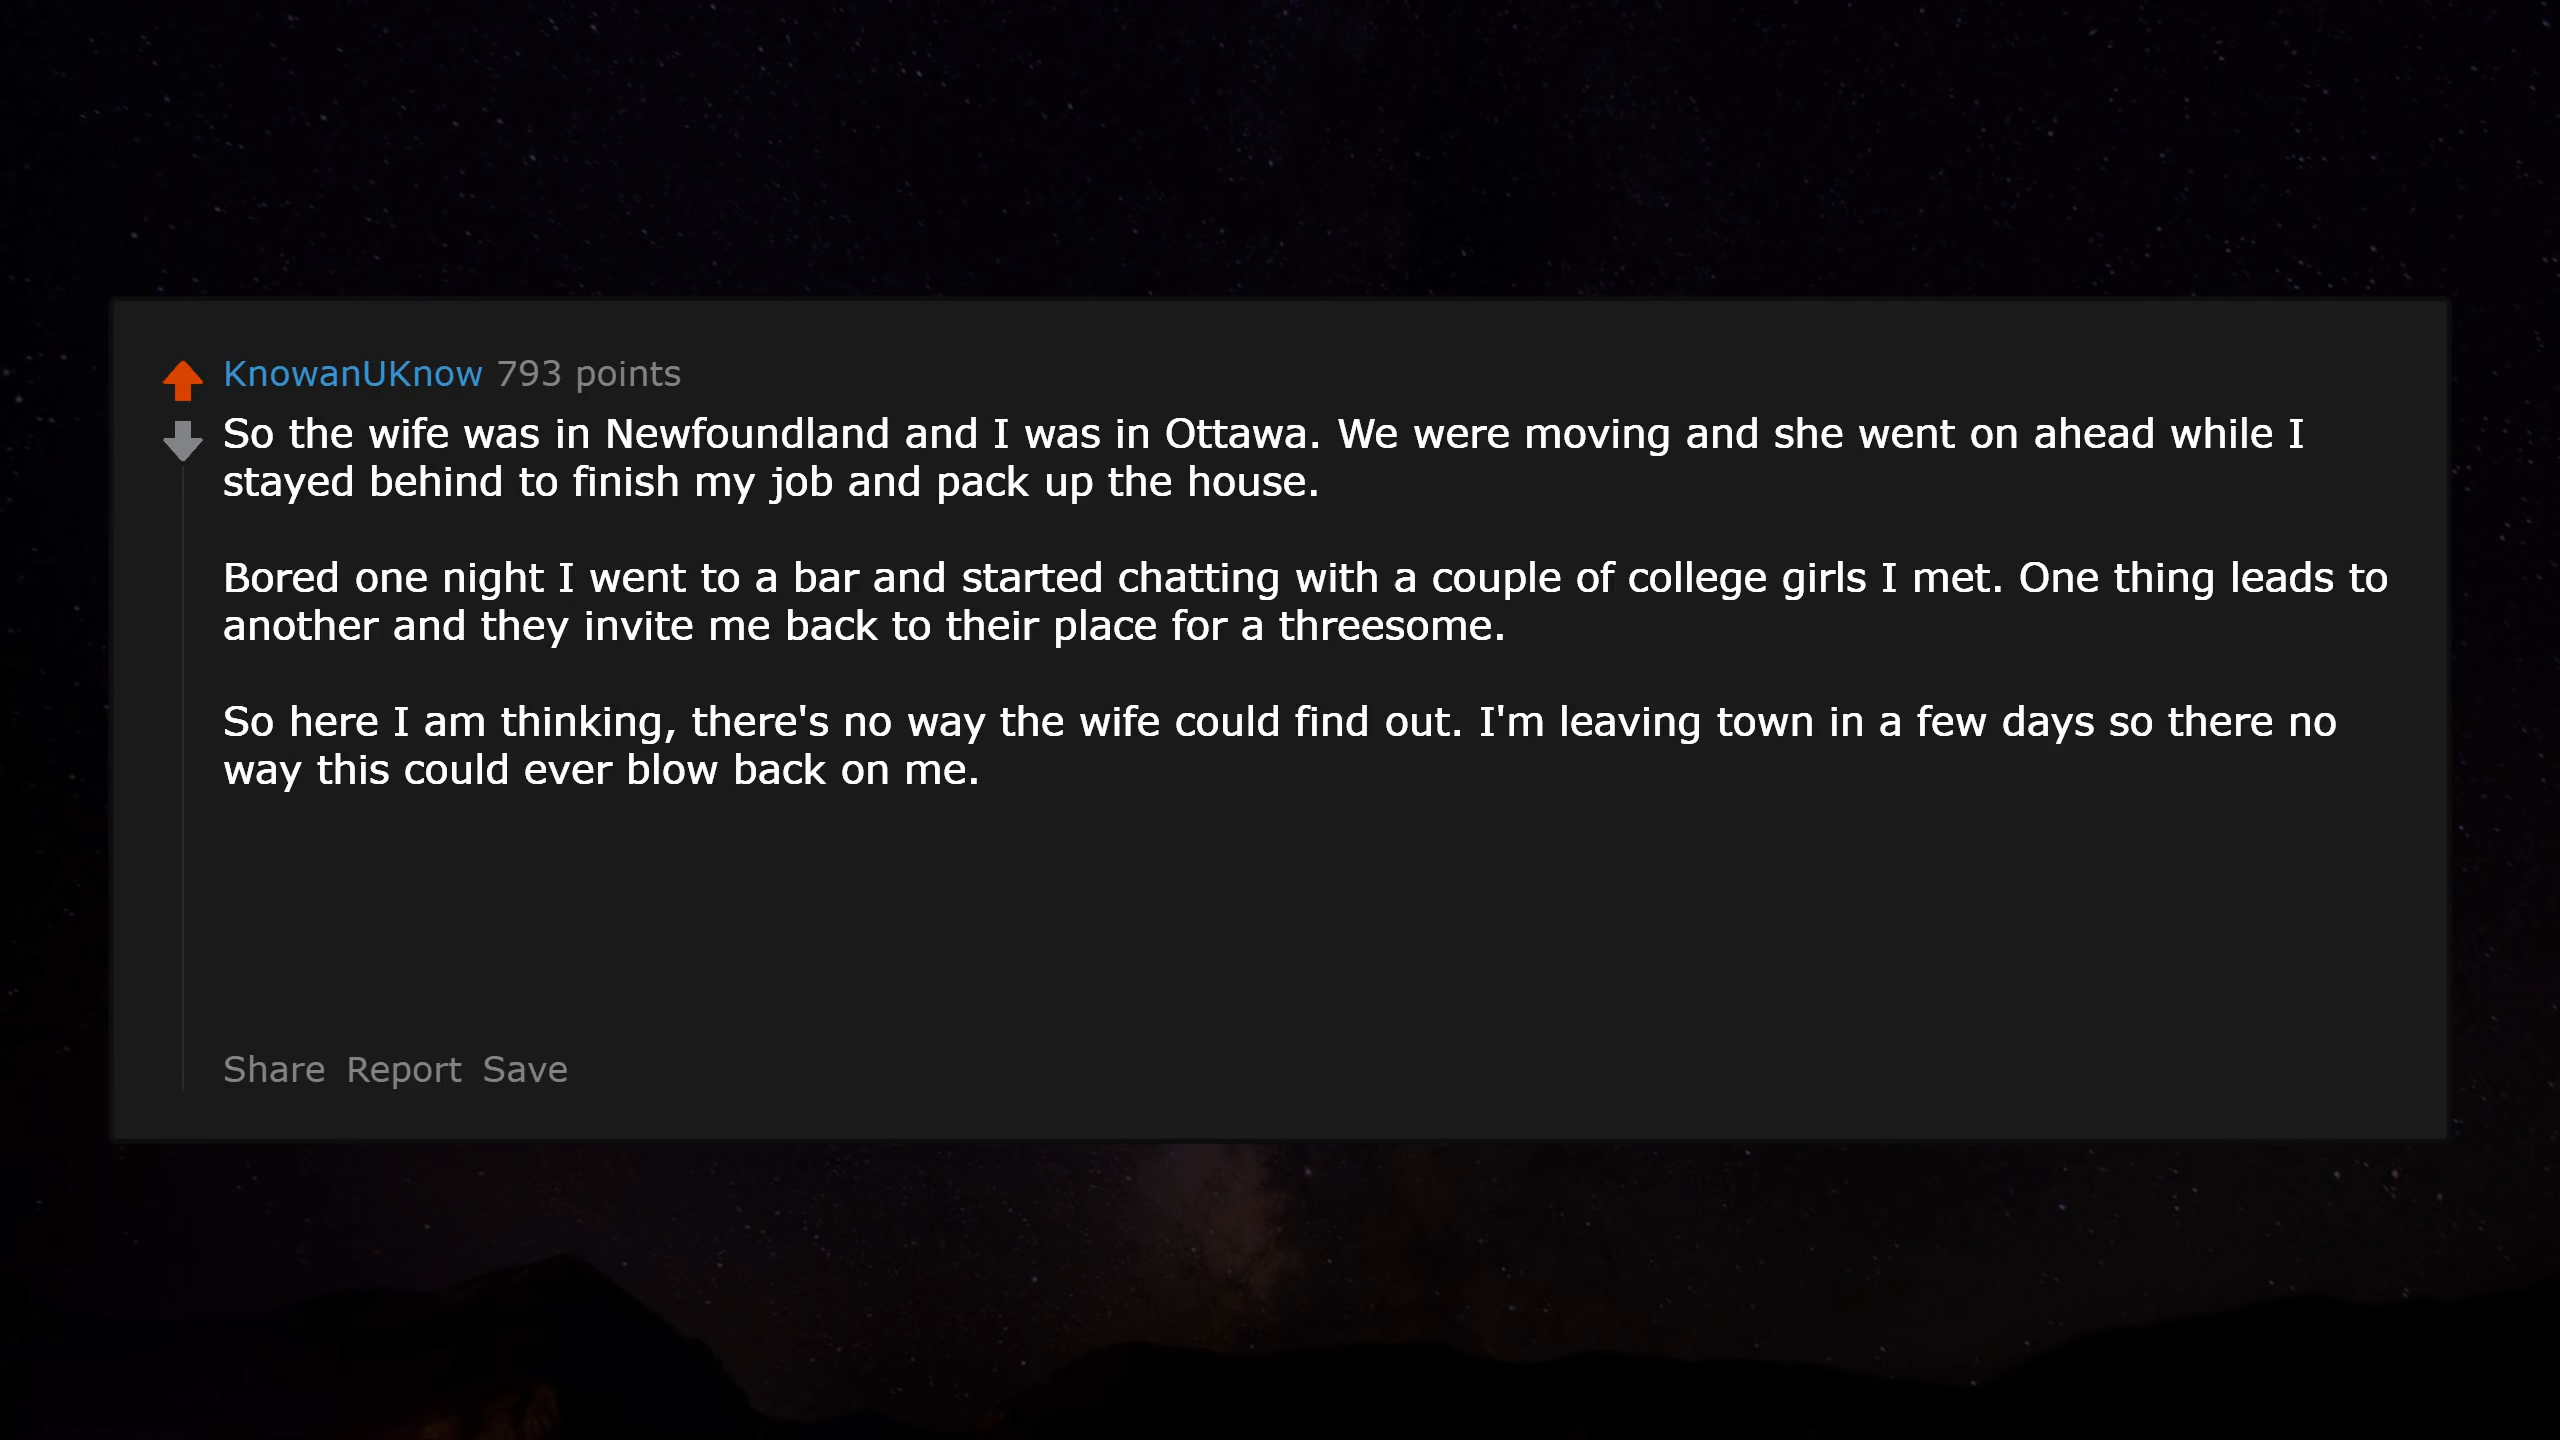 KnowanUKnow 793 points
So the wife was in Newfoundland and I was in Ottawa. We were moving and she went on ahead while I
stayed behind to finish my job and pack up the house.
Bored one night I went to a bar and started chatting with a couple of college girls I met. One thing leads to
another and they invite me back to their place for a threesome.
So here I am thinking, there's no way the wife could find out. I'm leaving town in a few days so there no
way this could ever blow back on me.
Share Report Save